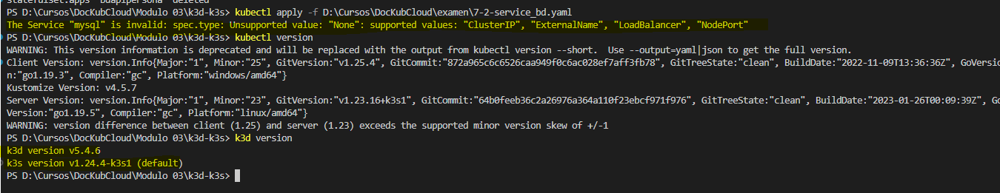 statefulset.apps "bdapipersona" deleted
PS D:\Cursos\DocKubCloud\Modulo 03\k3d-k3s> kubectl apply -f D:\Cursos\DocKubCloud\examen\7-2-service_bd.yaml
The Service "mysql" is invalid: spec.type: Unsupported value: "None": supported values: "ClusterIP", "ExternalName", "LoadBalancer", "NodePort"
PS D:\Cursos\DocKubCloud\Modulo 03\k3d-k3s> kubectl version
WARNING: This version information is deprecated and will be replaced with the output from kubectl version --short.  Use --output=yaml|json to get the full version.
Client Version: version.Info{Major:"1", Minor:"25", GitVersion:"v1.25.4", GitCommit:"872a965c6c6526caa949f0c6ac028ef7aff3fb78", GitTreeState:"clean", BuildDate:"2022-11-09T13:36:36Z", GoVersio
n:"go1.19.3", Compiler:"gc", Platform:"windows/amd64"}
Kustomize Version: v4.5.7
Server Version: version.Info{Major:"1", Minor:"23", GitVersion:"v1.23.16+k3s1", GitCommit:"64b0feeb36c2a26976a364a110f23ebcf971f976", GitTreeState:"clean", BuildDate:"2023-01-26T00:09:39Z", Go
Version:"go1.19.5", Compiler:"gc", Platform:"linux/amd64"}
WARNING: version difference between client (1.25) and server (1.23) exceeds the supported minor version skew of +/-1
PS D:\Cursos\DocKubCloud\Modulo 03\k3d-k3s> k3d version
k3d version v5.4.6
k3s version v1.24.4-k3s1 (default)
PS D:\Cursos\DocKubCloud\Modulo 03\k3d-k3s>